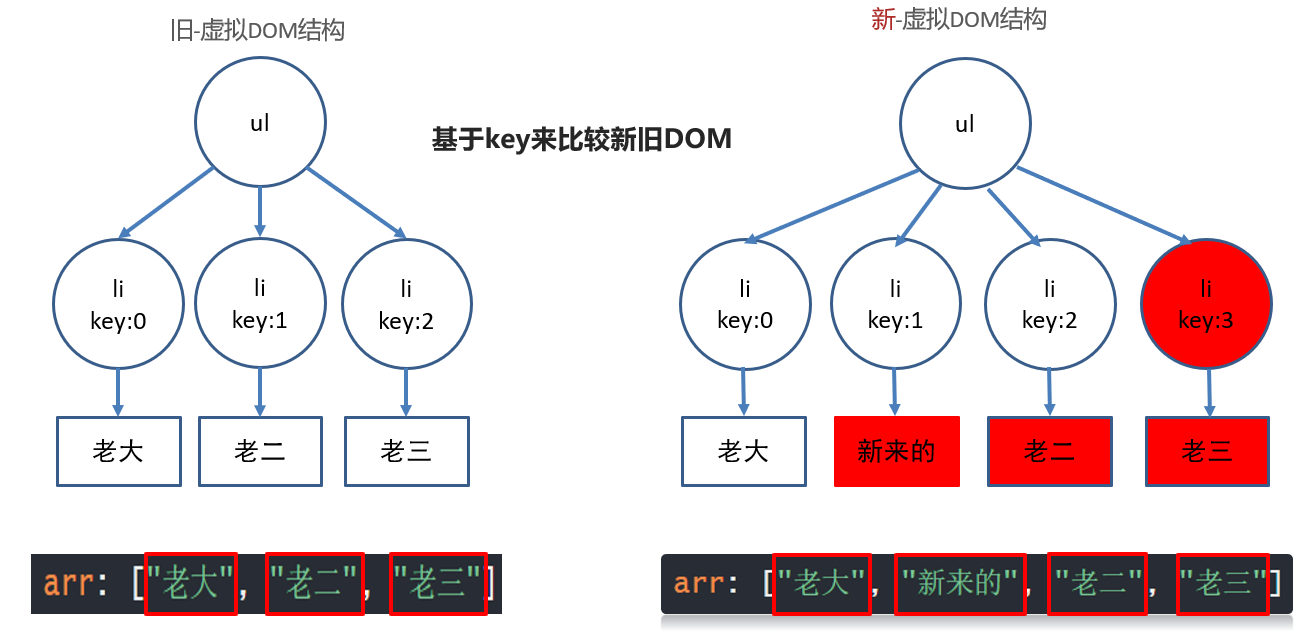 旧-虚拟DOM结构
新-虚拟DOM结构
基于key来比较新旧DOM
ul
ul
li
key:0
li
key:1
li
key:2
li
key:0
li
key:1
li
key:2
li
key:3
老大
老二
老三
老大
新来的
老二
老三
arr: ["老大", "老二", "老三"]
arr: ["老大", "新来的", "老二", "老三"]